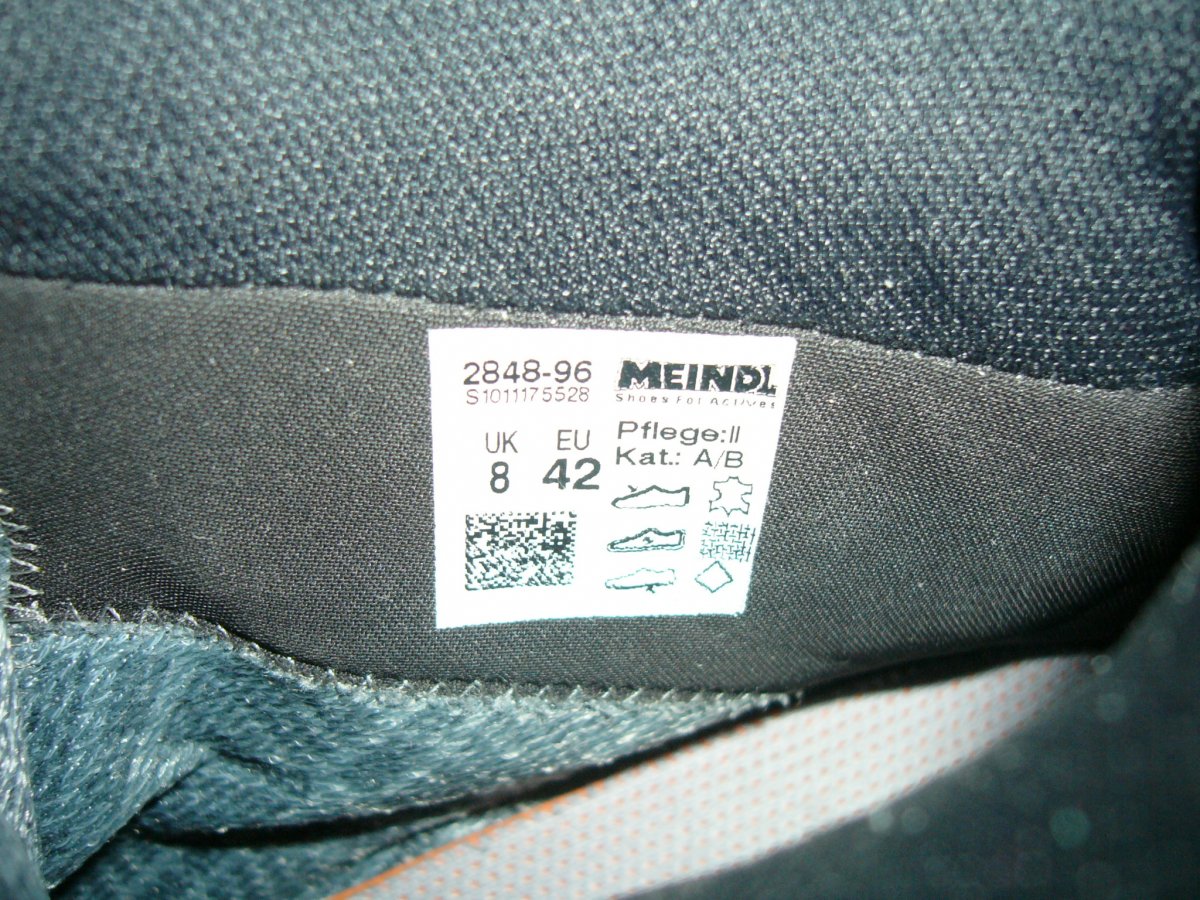 2848-96
S1011175528
MEINDL
Shoes For Actives
UK EU
8 42
Pflege:II
Kat.: A/B